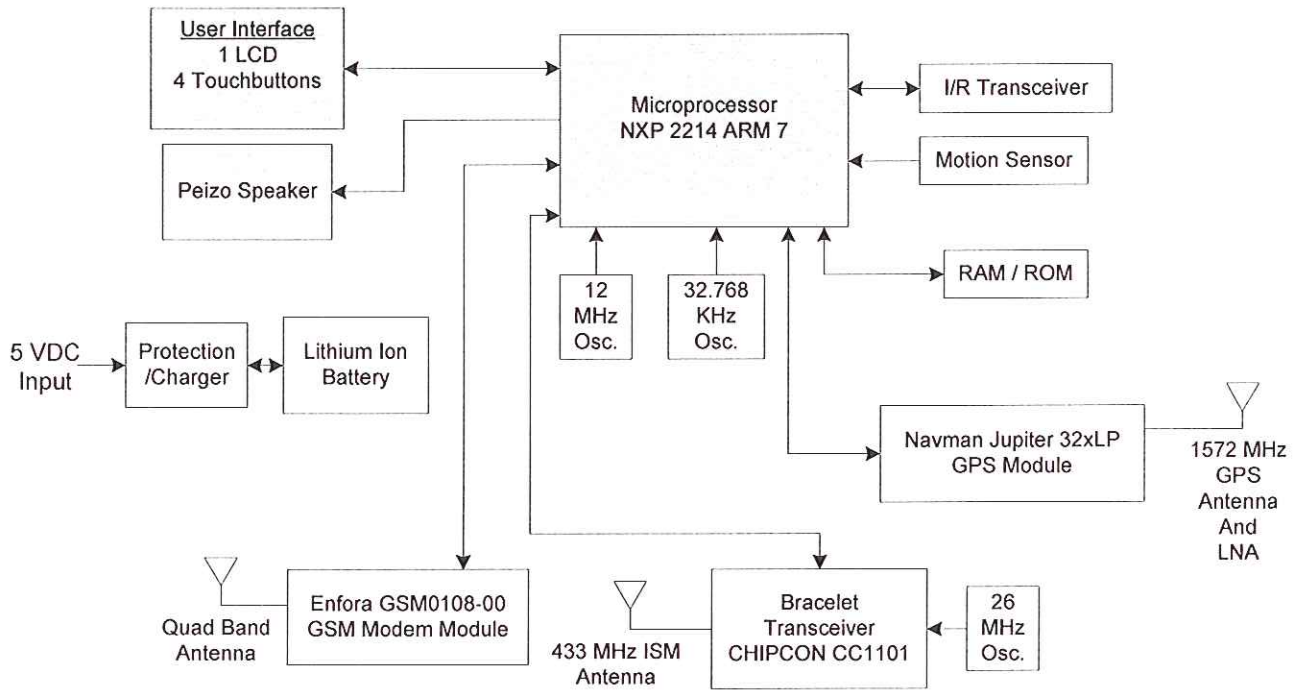 User Interface
1 LCD
4 Touchbuttons
Microprocessor
NXP 2214 ARM 7
I/R Transceiver
Peizo Speaker
Motion Sensor
RAM / ROM
12
MHz
Osc.
32.768
KHz
Osc.
5 VDC
Input
Protection
/Charger
Lithium Ion
Battery
Navman Jupiter 32xLP
GPS Module
1572 MHz
GPS
Antenna
And
LNA
Quad Band
Antenna
Enfora GSM0108-00
GSM Modem Module
433 MHz ISM
Antenna
Bracelet
Transceiver
CHIPCON CC1101
26
MHz
Osc.